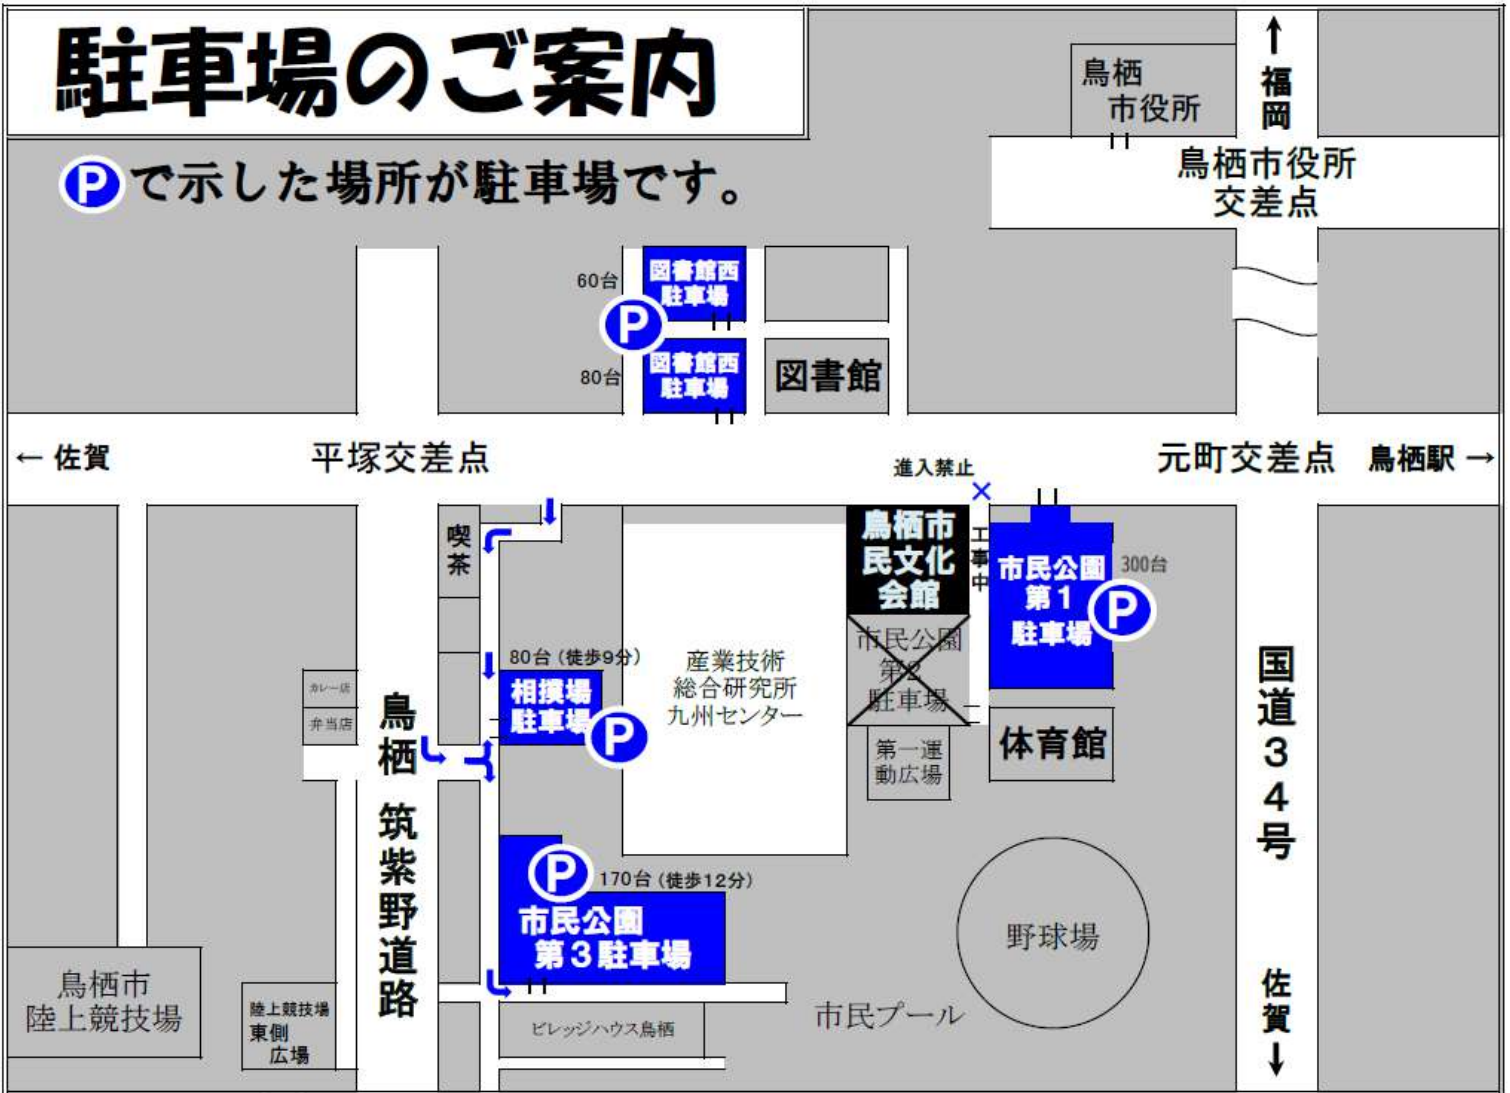 駐車場のご案内
Pで示した場所が駐車場です。
↑
福岡
鳥栖
市役所
鳥栖市役所
交差点
60台
図書館西
駐車場
P
80台
図書館西
駐車場
図書館
← 佐賀
平塚交差点
進入禁止
×
元町交差点
鳥栖駅 →
喫茶
鳥栖市
民文化
会館
工事中
市民公園
第1
駐車場
300台
P
市民公園
第2
駐車場
80台(徒歩9分)
相撲場
駐車場
P
産業技術
総合研究所
九州センター
カレー店
弁当店
鳥栖 筑紫野道路
第一運
動広場
体育館
国道34号
P
170台(徒歩12分)
市民公園
第3駐車場
野球場
鳥栖市
陸上競技場
陸上競技場
東側
広場
ビレッジハウス鳥栖
市民プール
佐賀
↓